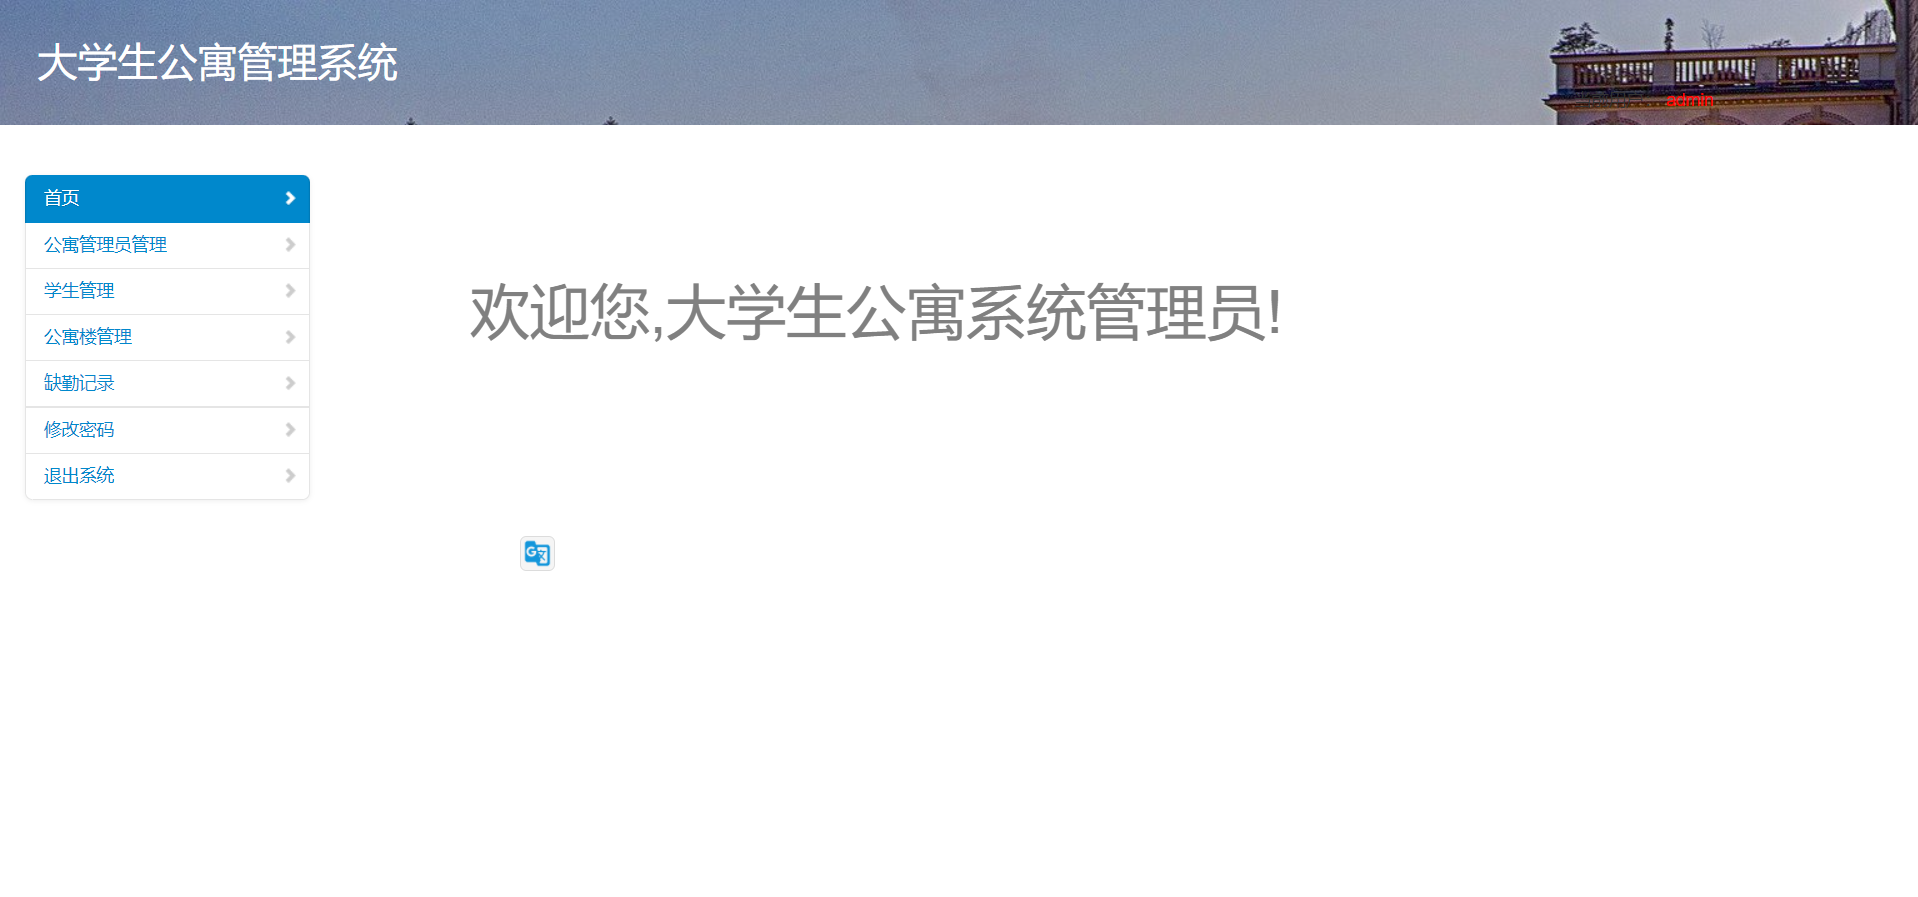 大学生公寓管理系统
admin
首页
公寓管理员管理
学生管理
公寓楼管理
缺勤记录
修改密码
退出系统
欢迎您,大学生公寓系统管理员!